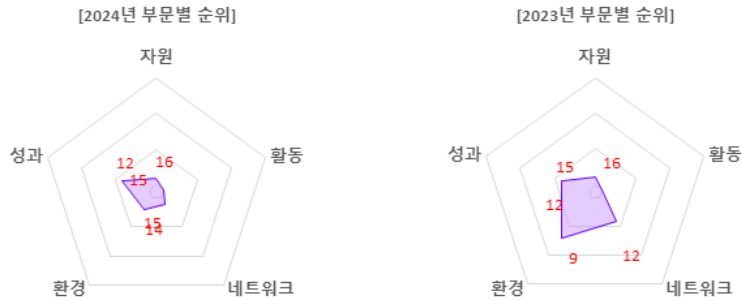 [2024년 부문별 순위]
자원
성과
활동
12
16
15
15
14
환경
네트워크
[2023년 부문별 순위]
자원
성과
활동
15
16
12
9
12
환경
네트워크